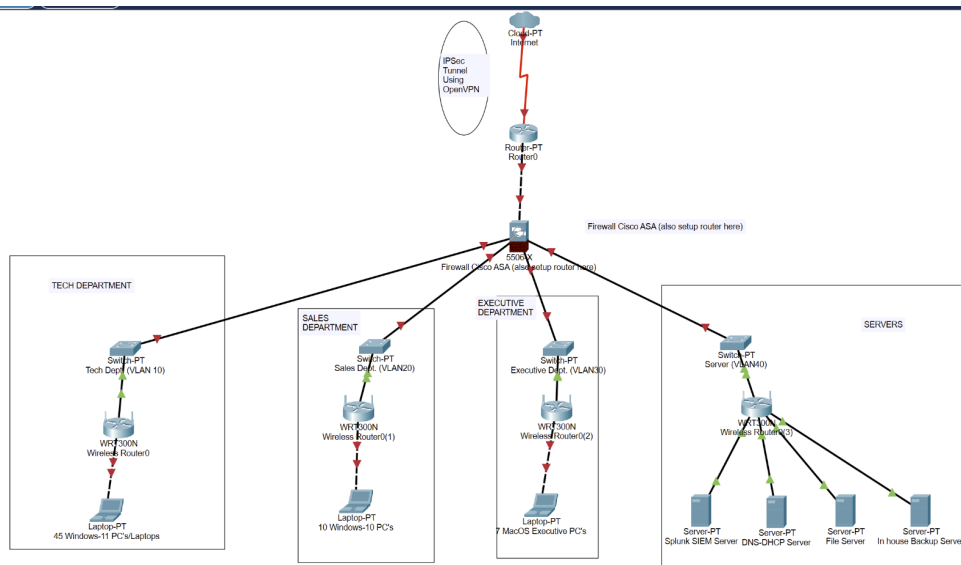 Cloud-PT
Internet
IPSec
Tunnel
Using
OpenVPN
Router-PT
Router0
Firewall Cisco ASA (also setup router here)
5506-X
Firewall Cisco ASA (also setup router here)
TECH DEPARTMENT
SALES
DEPARTMENT
EXECUTIVE
DEPARTMENT
SERVERS
Switch-PT
Tech Dept. (VLAN 10)
Switch-PT
Sales Dept. (VLAN20)
Switch-PT
Executive Dept. (VLAN30)
Switch-PT
Server (VLAN40)
WRT300N
Wireless Router0
WRT300N
Wireless Router0(1)
WRT300N
Wireless Router0(2)
WRT300N
Wireless Router0(3)
Laptop-PT
45 Windows-11 PC's/Laptops
Laptop-PT
10 Windows-10 PC's
Laptop-PT
7 MacOS Executive PC's
Server-PT
Splunk SIEM Server
Server-PT
DNS-DHCP Server
Server-PT
File Server
Server-PT
In house Backup Serve